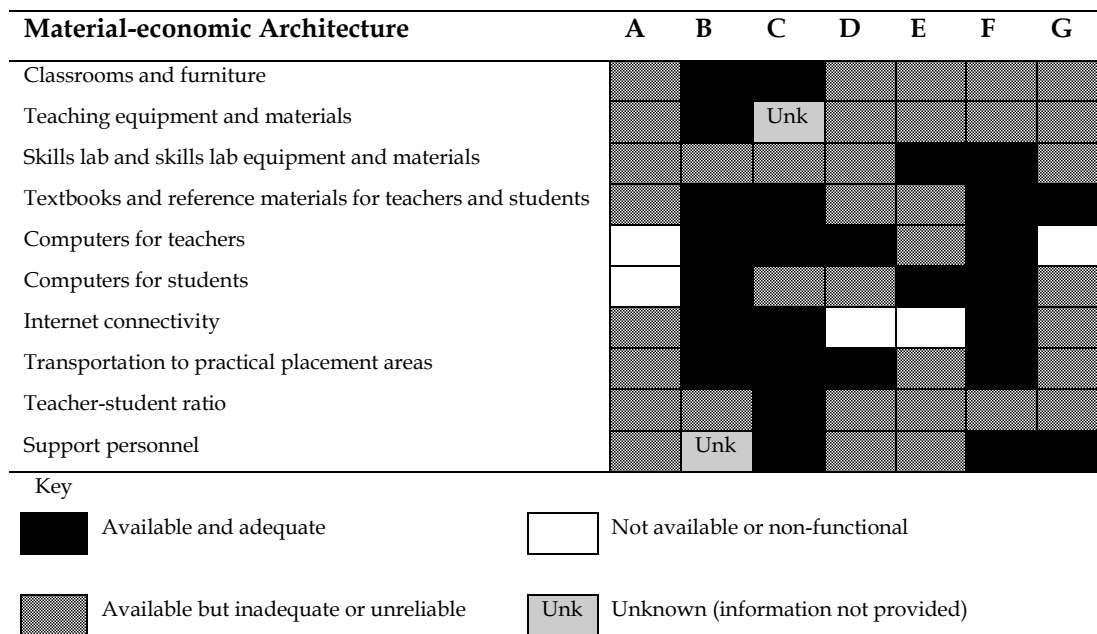 Material-economic Architecture A B C D E F G
Classrooms and furniture
Teaching equipment and materials Unk
Skills lab and skills lab equipment and materials
Textbooks and reference materials for teachers and students
Computers for teachers
Computers for students
Internet connectivity
Transportation to practical placement areas
Teacher-student ratio
Support personnel Unk
Key
Available and adequate Not available or non-functional
Available but inadequate or unreliable Unk Unknown (information not provided)